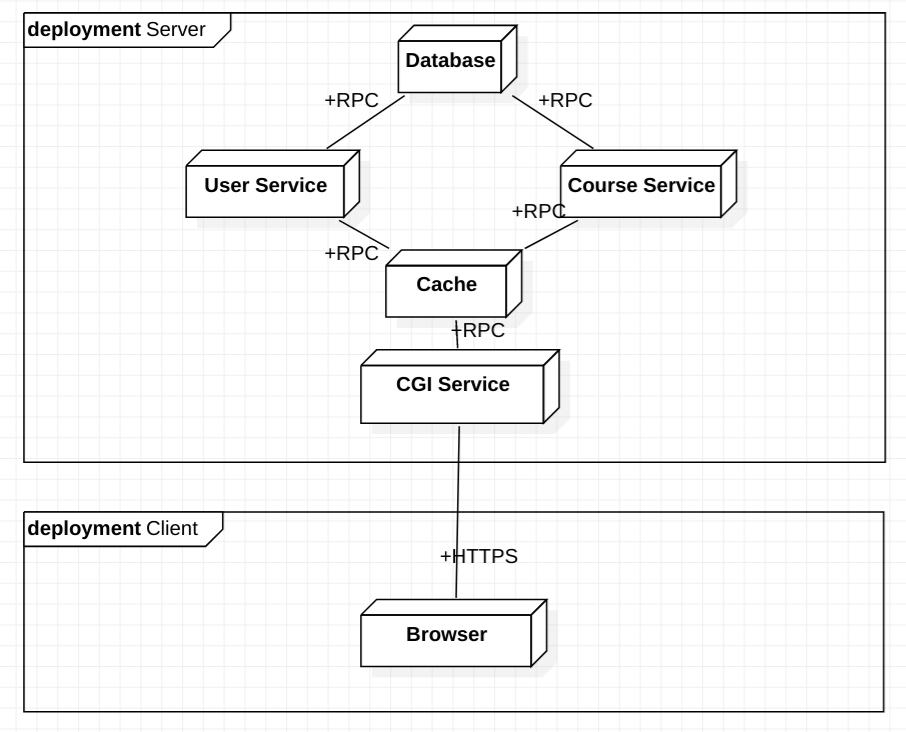 deployment Server
Database
+RPC
+RPC
User Service
Course Service
+RPC
+RPC
Cache
+RPC
CGI Service
deployment Client
+HTTPS
Browser